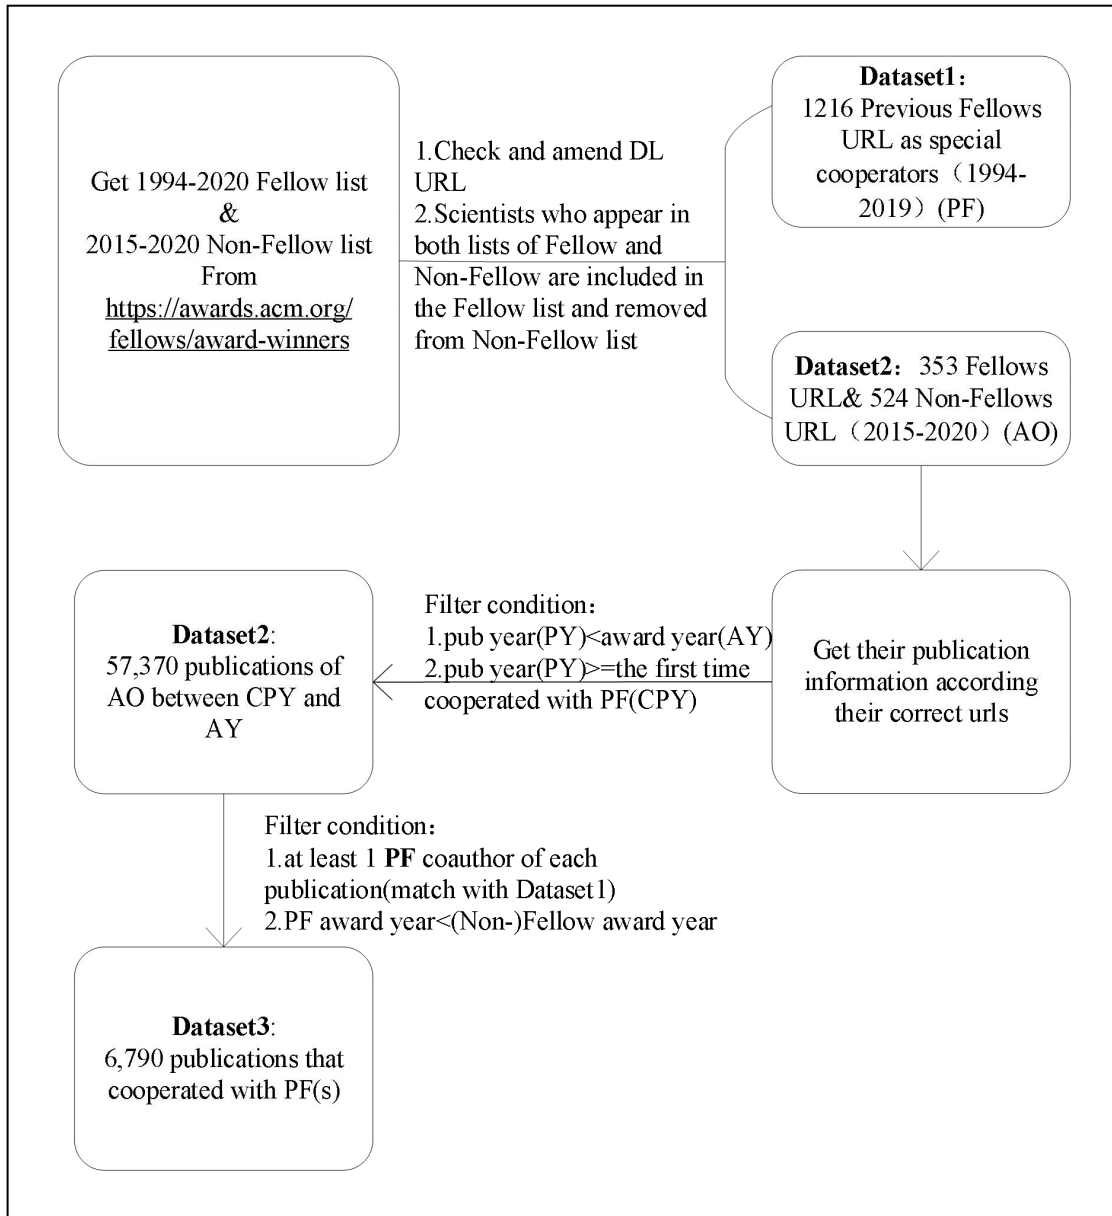 Get 1994-2020 Fellow list
&
2015-2020 Non-Fellow list
From
https://awards.acm.org/
fellows/award-winners
1.Check and amend DL
URL
2.Scientists who appear in
both lists of Fellow and
Non-Fellow are included in
the Fellow list and removed
from Non-Fellow list
Dataset1：
1216 Previous Fellows
URL as special
cooperators（1994-
2019）(PF)
Dataset2：353 Fellows
URL& 524 Non-Fellows
URL（2015-2020）(AO)
Get their publication
information according
their correct urls
Filter condition：
1.pub year(PY)<award year(AY)
2.pub year(PY)>=the first time
cooperated with PF(CPY)
Dataset2:
57,370 publications of
AO between CPY and
AY
Filter condition：
1.at least 1 PF coauthor of each
publication(match with Dataset1)
2.PF award year<(Non-)Fellow award year
Dataset3:
6,790 publications that
cooperated with PF(s)